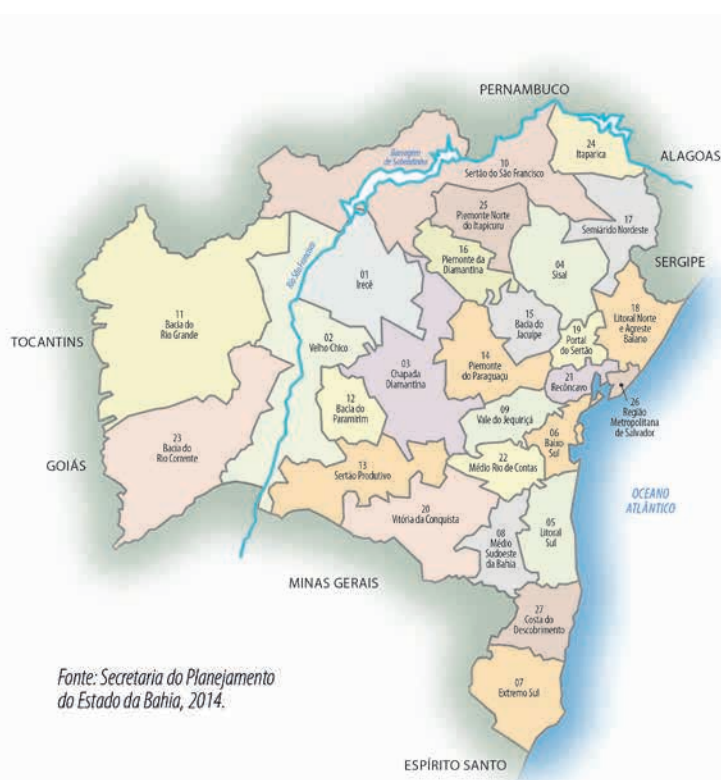 PERNAMBUCO
24
Itaparica
ALAGOAS
Barragem
de Sobradinho
10
Sertão do São Francisco
25
Piemonte Norte
do Itapicuru
17
Semiárido Nordeste
16
Piemonte da
Diamantina
04
Sisal
SERGIPE
Rio São Francisco
01
Irecê
18
Litoral Norte
e Agreste
Baiano
11
Bacia do
Rio Grande
15
Bacia do
Jacuípe
TOCANTINS
02
Velho Chico
19
Portal
do Sertão
03
Chapada
Diamantina
14
Piemonte
do Paraguaçu
21
Recôncavo
26
Região
Metropolitana
de Salvador
12
Bacia do
Paramirim
09
Vale do Jequiriçá
06
Baixo
Sul
23
Bacia do
Rio Corrente
GOIÁS
13
Sertão Produtivo
22
Médio Rio de Contas
OCEANO
ATLÂNTICO
20
Vitória da Conquista
05
Litoral
Sul
08
Médio
Sudoeste
da Bahia
MINAS GERAIS
27
Costa do
Descobrimento
Fonte: Secretaria do Planejamento
do Estado da Bahia, 2014.
07
Extremo Sul
ESPÍRITO SANTO